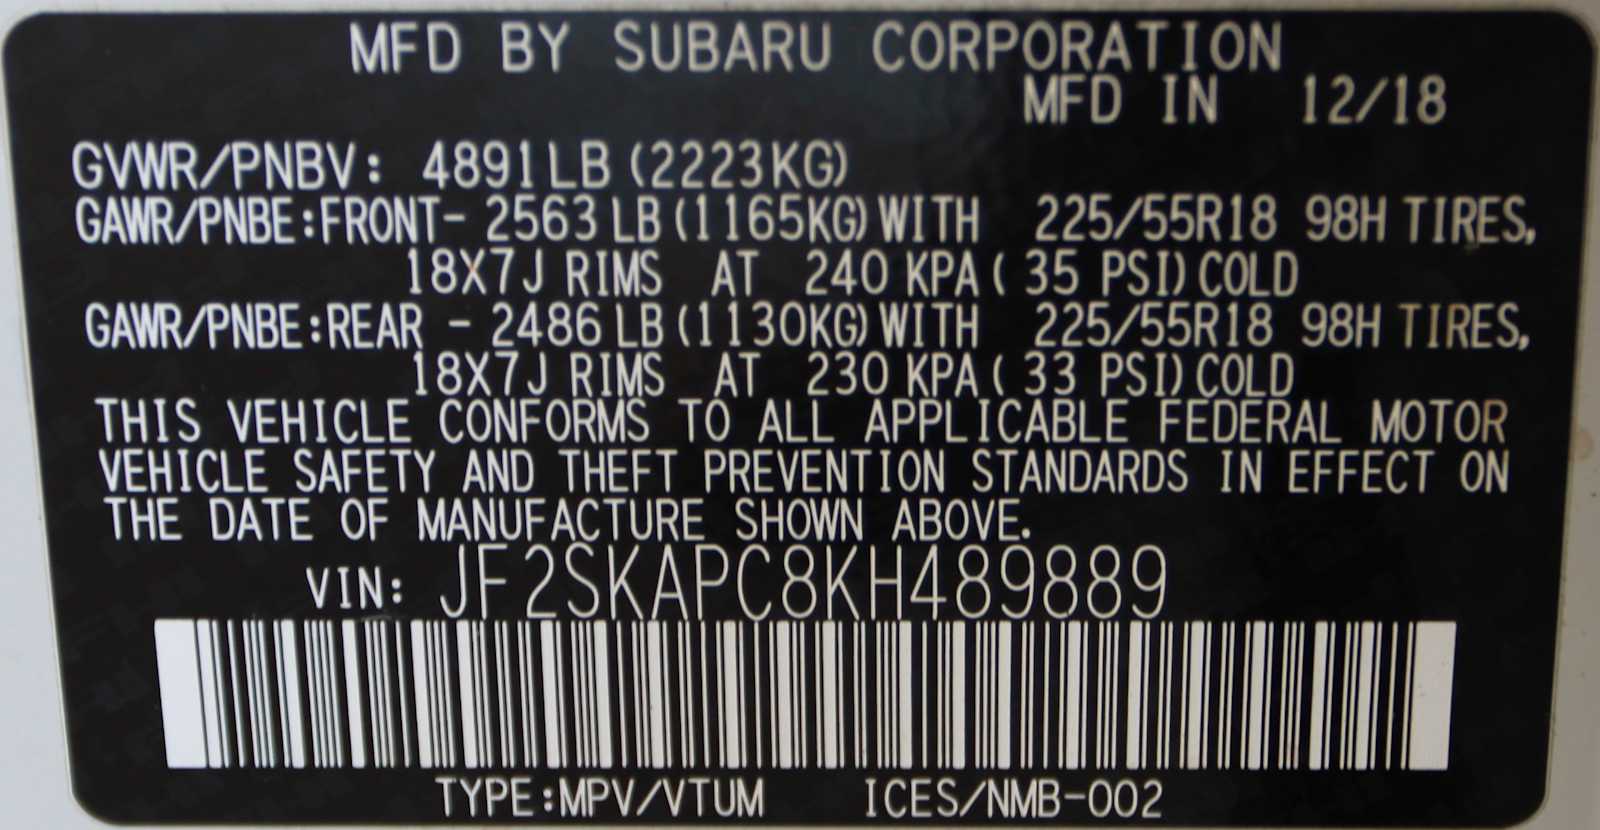 MFD BY SUBARU CORPORATION
MFD IN 12/18
GVWR/PNBV: 4891LB (2223KG)
GAWR/PNBE:FRONT- 2563 LB (1165KG) WITH 225/55R18 98H TIRES,
18X7J RIMS AT 240 KPA ( 35 PSI) COLD
GAWR/PNBE:REAR - 2486 LB (1130KG) WITH 225/55R18 98H TIRES,
18X7J RIMS AT 230 KPA ( 33 PSI) COLD
THIS VEHICLE CONFORMS TO ALL APPLICABLE FEDERAL MOTOR
VEHICLE SAFETY AND THEFT PREVENTION STANDARDS IN EFFECT ON
THE DATE OF MANUFACTURE SHOWN ABOVE.
VIN: JF2SKAPC8KH489889
TYPE:MPV/VTUM ICES/NMB-002